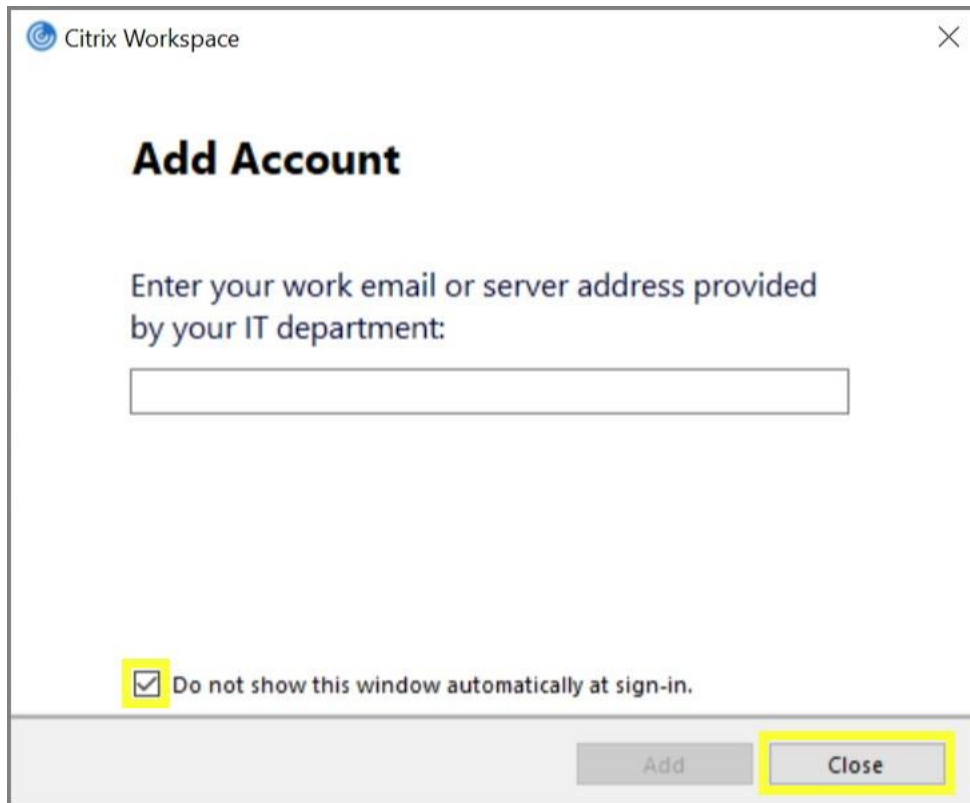 Citrix Workspace
Add Account
Enter your work email or server address provided
by your IT department:
Do not show this window automatically at sign-in.
Add
Close